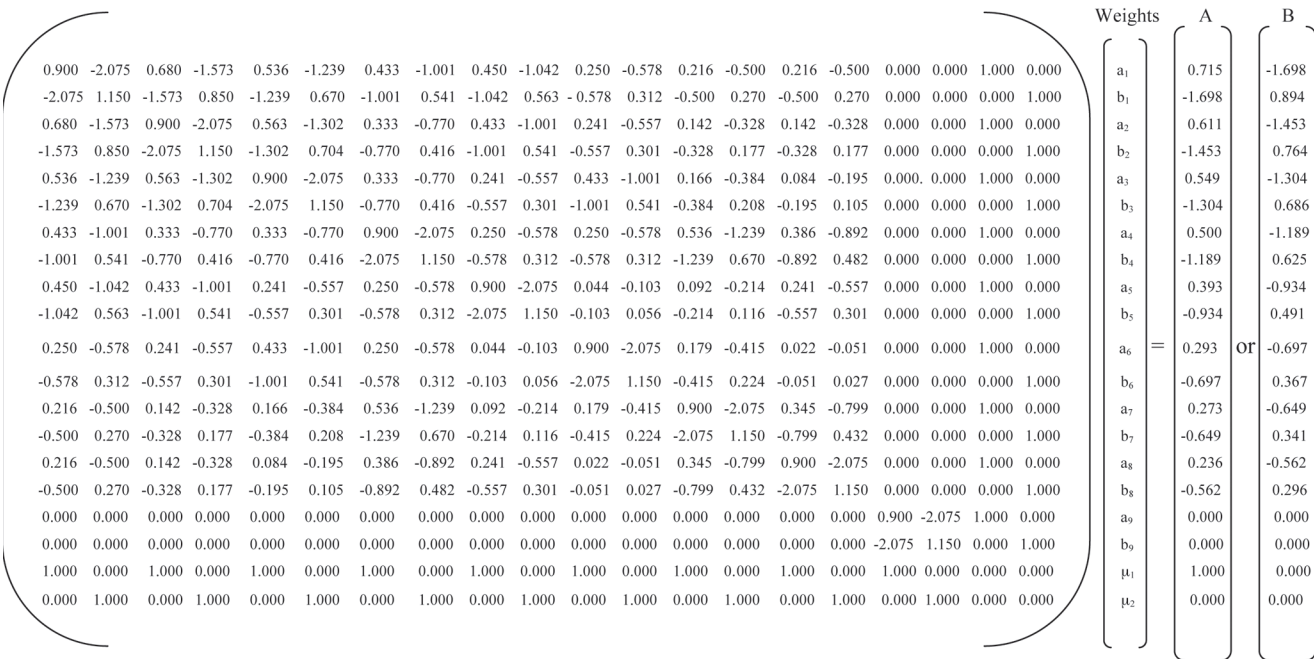 Weights A B
0.900 -2.075 0.680 -1.573 0.536 -1.239 0.433 -1.001 0.450 -1.042 0.250 -0.578 0.216 -0.500 0.216 -0.500 0.000 0.000 1.000 0.000 a₁ 0.715 -1.698
-2.075 1.150 -1.573 0.850 -1.239 0.670 -1.001 0.541 -1.042 0.563 - 0.578 0.312 -0.500 0.270 -0.500 0.270 0.000 0.000 0.000 1.000 b₁ -1.698 0.894
0.680 -1.573 0.900 -2.075 0.563 -1.302 0.333 -0.770 0.433 -1.001 0.241 -0.557 0.142 -0.328 0.142 -0.328 0.000 0.000 1.000 0.000 a₂ 0.611 -1.453
-1.573 0.850 -2.075 1.150 -1.302 0.704 -0.770 0.416 -1.001 0.541 -0.557 0.301 -0.328 0.177 -0.328 0.177 0.000 0.000 0.000 1.000 b₂ -1.453 0.764
0.536 -1.239 0.563 -1.302 0.900 -2.075 0.333 -0.770 0.241 -0.557 0.433 -1.001 0.166 -0.384 0.084 -0.195 0.000. 0.000 1.000 0.000 a₃ 0.549 -1.304
-1.239 0.670 -1.302 0.704 -2.075 1.150 -0.770 0.416 -0.557 0.301 -1.001 0.541 -0.384 0.208 -0.195 0.105 0.000 0.000 0.000 1.000 b₃ -1.304 0.686
0.433 -1.001 0.333 -0.770 0.333 -0.770 0.900 -2.075 0.250 -0.578 0.250 -0.578 0.536 -1.239 0.386 -0.892 0.000 0.000 1.000 0.000 a₄ 0.500 -1.189
-1.001 0.541 -0.770 0.416 -0.770 0.416 -2.075 1.150 -0.578 0.312 -0.578 0.312 -1.239 0.670 -0.892 0.482 0.000 0.000 0.000 1.000 b₄ -1.189 0.625
0.450 -1.042 0.433 -1.001 0.241 -0.557 0.250 -0.578 0.900 -2.075 0.044 -0.103 0.092 -0.214 0.241 -0.557 0.000 0.000 1.000 0.000 a₅ 0.393 -0.934
-1.042 0.563 -1.001 0.541 -0.557 0.301 -0.578 0.312 -2.075 1.150 -0.103 0.056 -0.214 0.116 -0.557 0.301 0.000 0.000 0.000 1.000 b₅ -0.934 0.491
0.250 -0.578 0.241 -0.557 0.433 -1.001 0.250 -0.578 0.044 -0.103 0.900 -2.075 0.179 -0.415 0.022 -0.051 0.000 0.000 1.000 0.000 a₆ = 0.293 or -0.697
-0.578 0.312 -0.557 0.301 -1.001 0.541 -0.578 0.312 -0.103 0.056 -2.075 1.150 -0.415 0.224 -0.051 0.027 0.000 0.000 0.000 1.000 b₆ -0.697 0.367
0.216 -0.500 0.142 -0.328 0.166 -0.384 0.536 -1.239 0.092 -0.214 0.179 -0.415 0.900 -2.075 0.345 -0.799 0.000 0.000 1.000 0.000 a₇ 0.273 -0.649
-0.500 0.270 -0.328 0.177 -0.384 0.208 -1.239 0.670 -0.214 0.116 -0.415 0.224 -2.075 1.150 -0.799 0.432 0.000 0.000 0.000 1.000 b₇ -0.649 0.341
0.216 -0.500 0.142 -0.328 0.084 -0.195 0.386 -0.892 0.241 -0.557 0.022 -0.051 0.345 -0.799 0.900 -2.075 0.000 0.000 1.000 0.000 a₈ 0.236 -0.562
-0.500 0.270 -0.328 0.177 -0.195 0.105 -0.892 0.482 -0.557 0.301 -0.051 0.027 -0.799 0.432 -2.075 1.150 0.000 0.000 0.000 1.000 b₈ -0.562 0.296
0.000 0.000 0.000 0.000 0.000 0.000 0.000 0.000 0.000 0.000 0.000 0.000 0.000 0.000 0.000 0.000 0.900 -2.075 1.000 0.000 a₉ 0.000 0.000
0.000 0.000 0.000 0.000 0.000 0.000 0.000 0.000 0.000 0.000 0.000 0.000 0.000 0.000 0.000 0.000 -2.075 1.150 0.000 1.000 b₉ 0.000 0.000
1.000 0.000 1.000 0.000 1.000 0.000 1.000 0.000 1.000 0.000 1.000 0.000 1.000 0.000 1.000 0.000 1.000 0.000 0.000 0.000 μ₁ 1.000 0.000
0.000 1.000 0.000 1.000 0.000 1.000 0.000 1.000 0.000 1.000 0.000 1.000 0.000 1.000 0.000 1.000 0.000 1.000 0.000 0.000 μ₂ 0.000 0.000